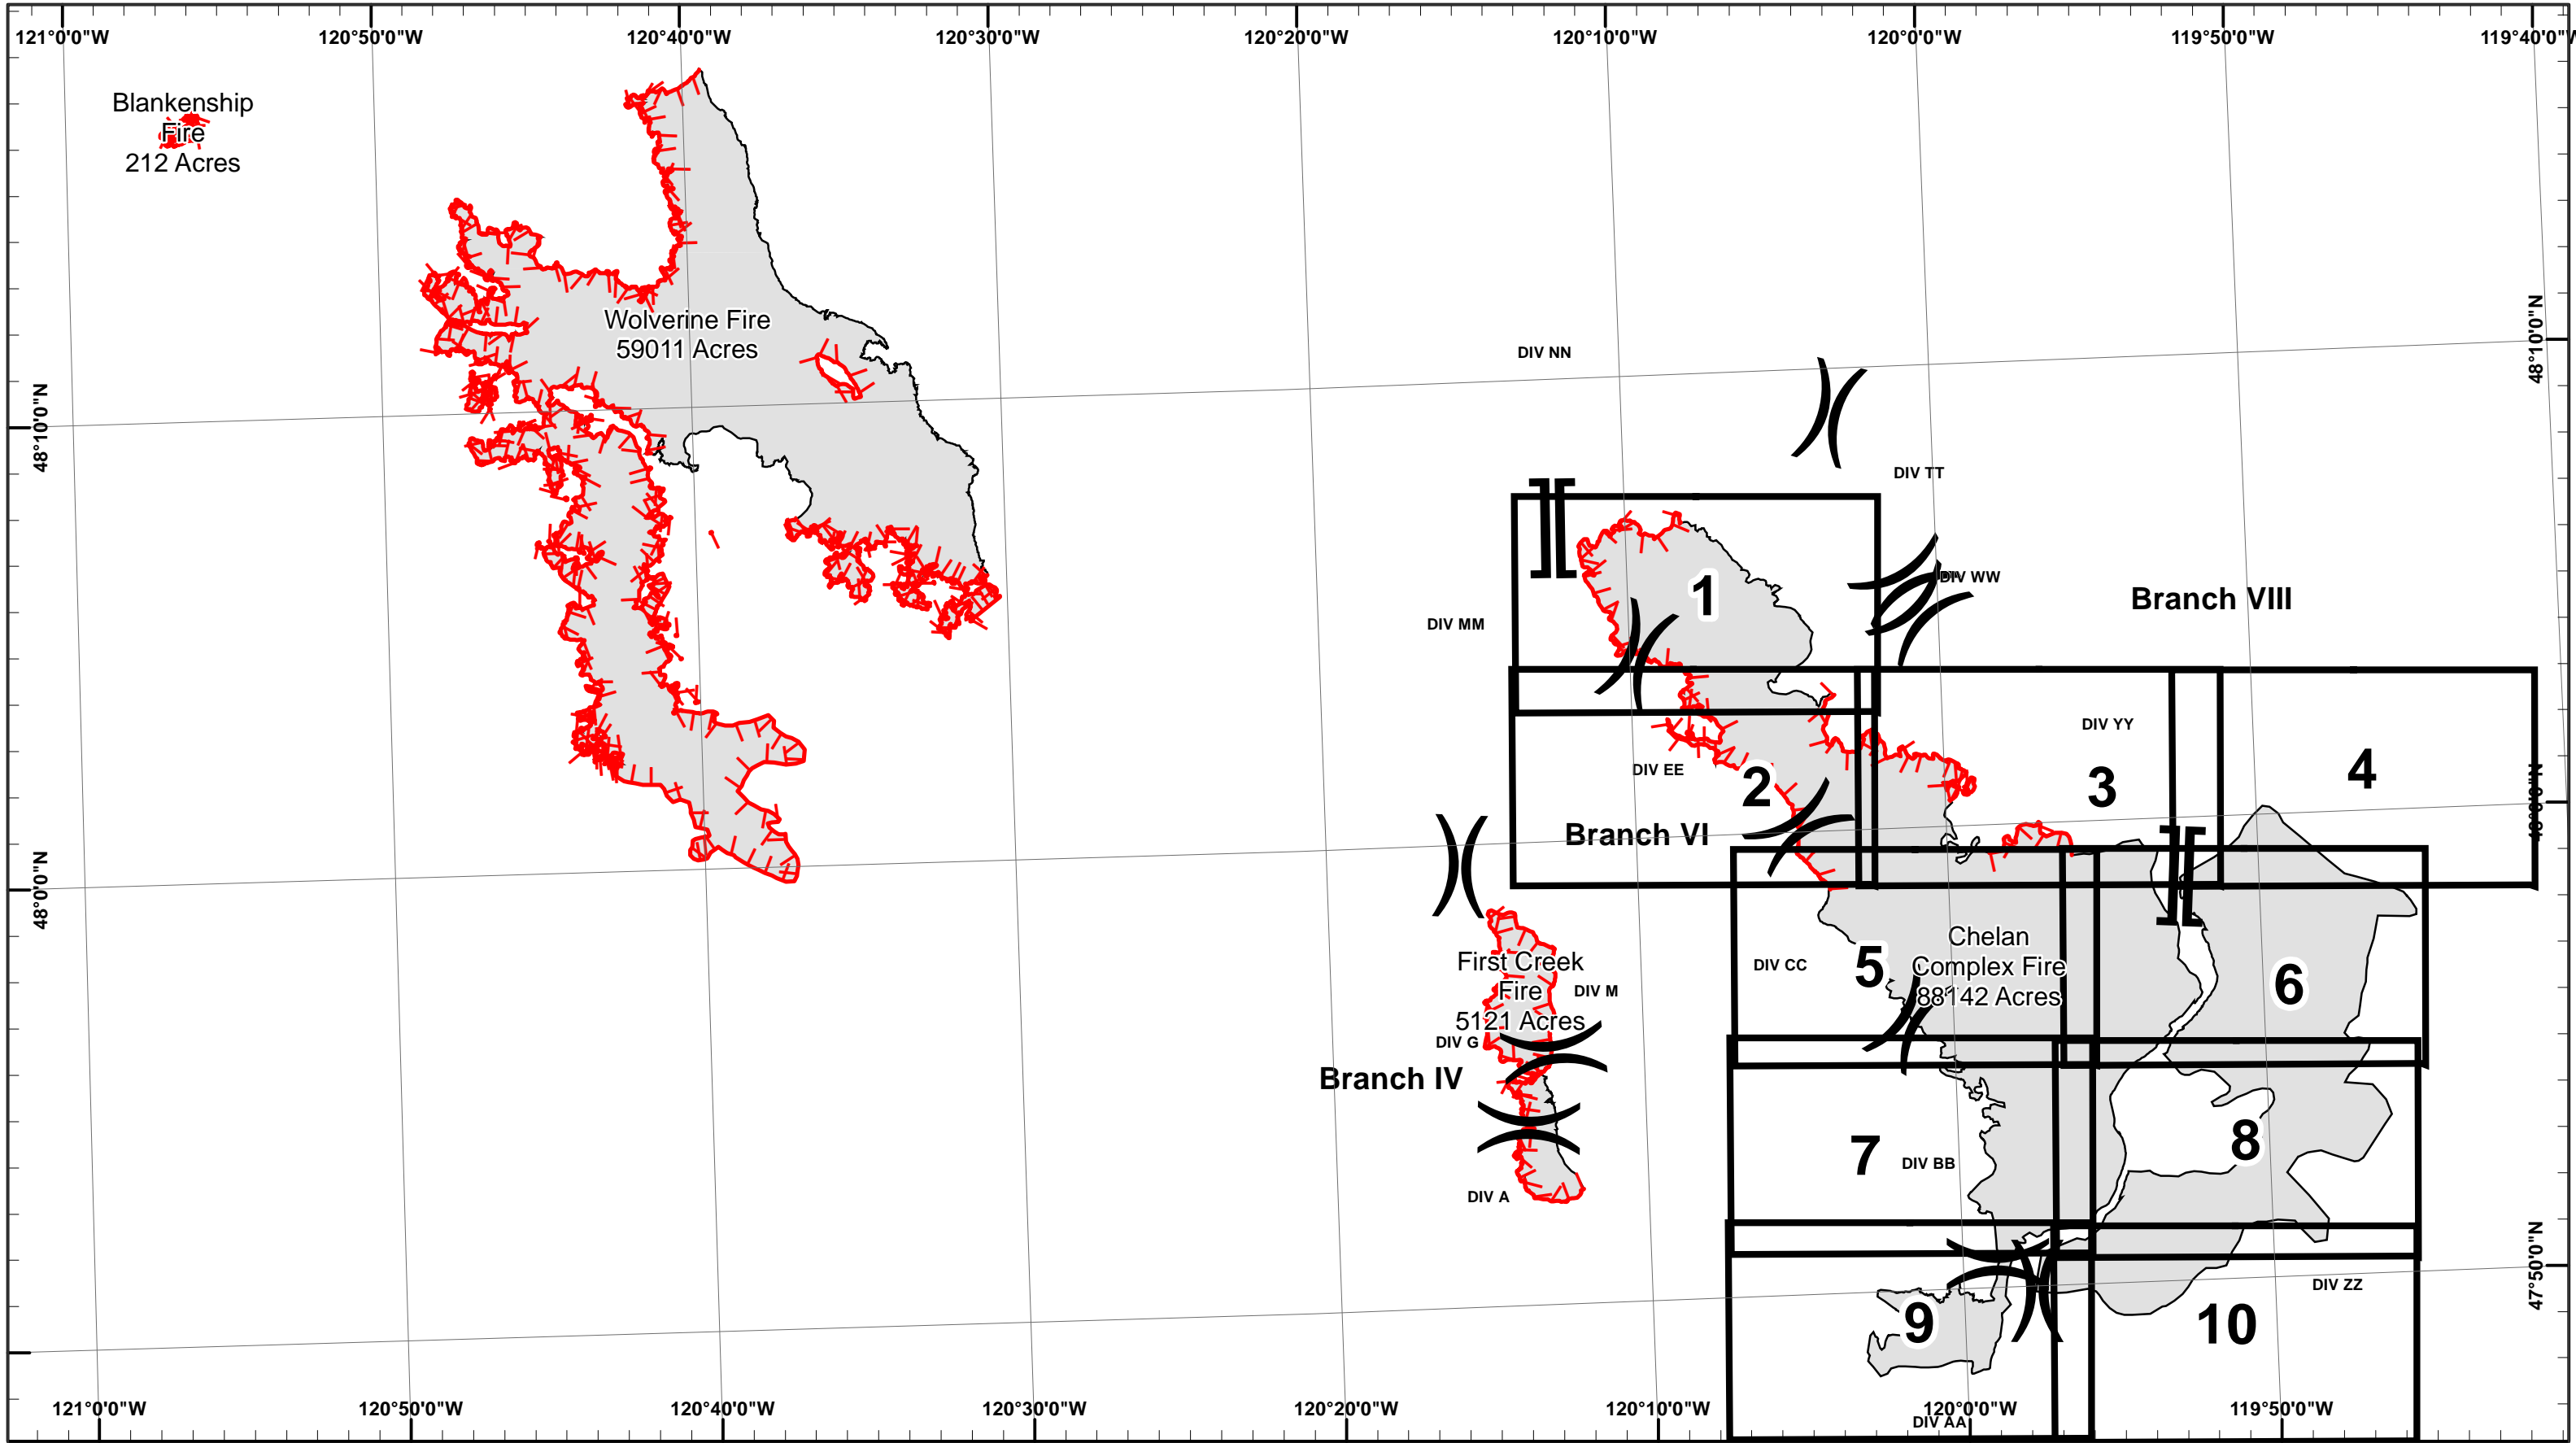 121°0'0"W
120°50'0"W
120°40'0"W
120°30'0"W
120°20'0"W
120°10'0"W
120°0'0"W
119°50'0"W
119°40'0"W
Blankenship
Fire
212 Acres
Wolverine Fire
59011 Acres
48°10'0"N
48°10'0"N
DIV NN
DIV TT
DIV WW
1
Branch VIII
DIV MM
DIV YY
DIV EE
2
3
4
48°0'0"N
Branch VI
48°0'0"N
First Creek
Fire
5121 Acres
DIV M
DIV G
Branch IV
DIV A
DIV CC
5
Chelan
Complex Fire
88142 Acres
6
7
DIV BB
8
47°50'0"N
DIV ZZ
9
10
DIV AA
121°0'0"W
120°50'0"W
120°40'0"W
120°30'0"W
120°20'0"W
120°10'0"W
120°0'0"W
119°50'0"W